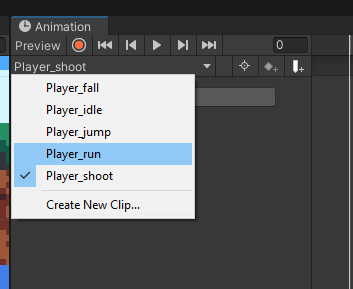 Animation
Preview 0
Player_shoot
Player_fall
Player_idle
Player_jump
Player_run
Player_shoot
Create New Clip...